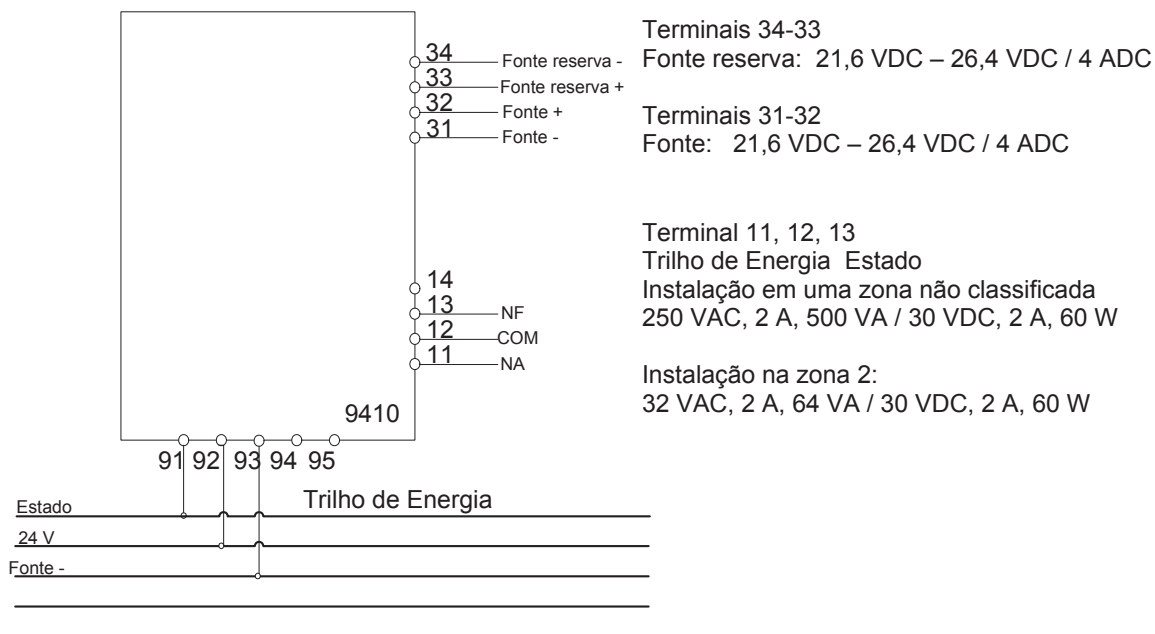 34
Fonte reserva -
33
Fonte reserva +
32
Fonte +
31
Fonte -
Terminais 34-33
Fonte reserva: 21,6 VDC – 26,4 VDC / 4 ADC
Terminais 31-32
Fonte: 21,6 VDC – 26,4 VDC / 4 ADC
14
13
NF
12
COM
11
NA
9410
Terminal 11, 12, 13
Trilho de Energia Estado
Instalação em uma zona não classificada
250 VAC, 2 A, 500 VA / 30 VDC, 2 A, 60 W
Instalação na zona 2:
32 VAC, 2 A, 64 VA / 30 VDC, 2 A, 60 W
91 92 93 94 95
Trilho de Energia
Estado
24 V
Fonte -